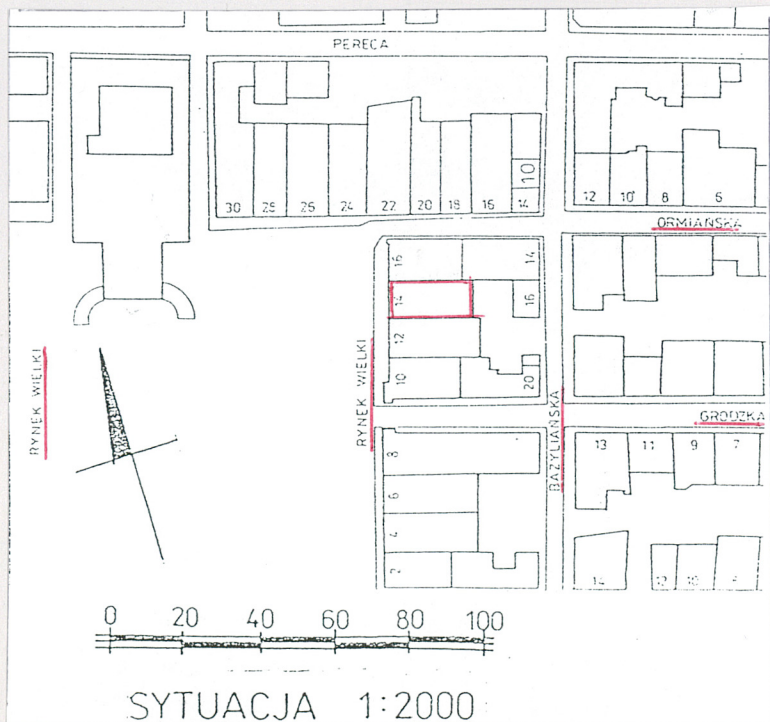 PERECA
10
30 28 26 24 22 20 18 16 14
12 10 8 6
ORMIAŃSKA
16 14
14 16
12
10 20
RYNEK WIELKI
RYNEK WIELKI
BAZYLIAŃSKA
GRODZKA
8
13 11 9 7
6
4
2
14 12 10
0 20 40 60 80 100
SYTUACJA 1:2000